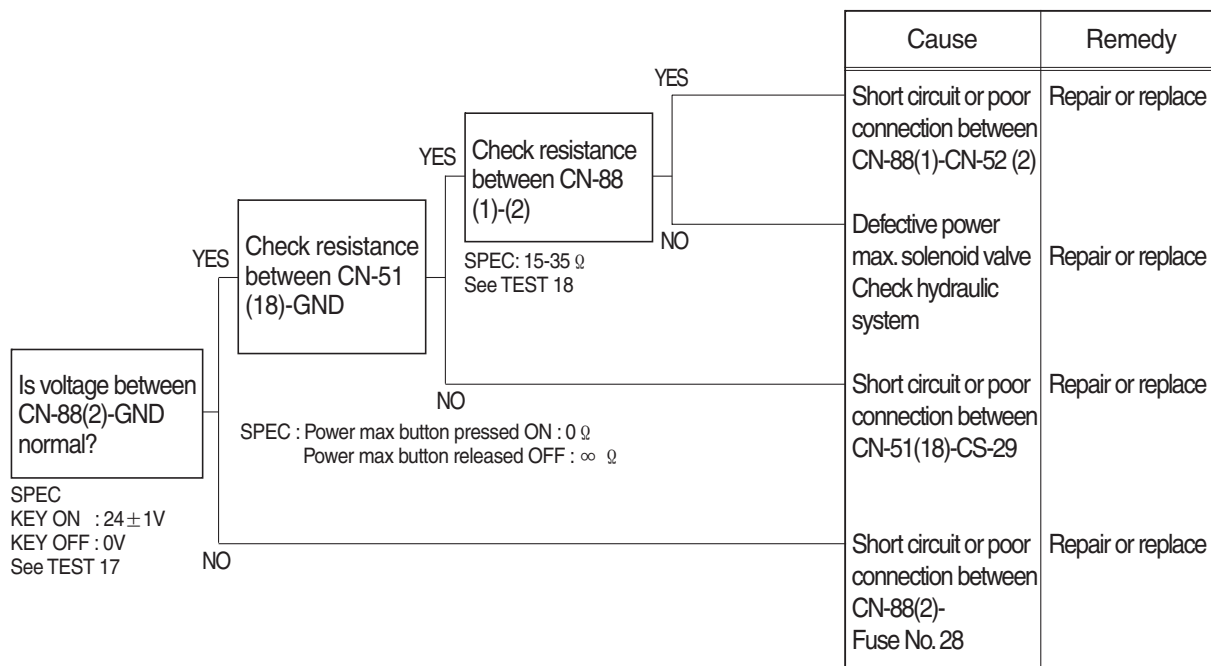 Cause
Remedy
YES
Short circuit or poor
connection between
CN-88(1)-CN-52 (2)
Repair or replace
YES
Check resistance
between CN-88
(1)-(2)
NO
SPEC: 15-35 Ω
See TEST 18
Defective power
max. solenoid valve
Check hydraulic
system
Repair or replace
YES
Check resistance
between CN-51
(18)-GND
NO
SPEC : Power max button pressed ON : 0 Ω
Power max button released OFF : ∞ Ω
Short circuit or poor
connection between
CN-51(18)-CS-29
Repair or replace
Is voltage between
CN-88(2)-GND
normal?
SPEC
KEY ON : 24±1V
KEY OFF : 0V
See TEST 17
NO
Short circuit or poor
connection between
CN-88(2)-
Fuse No. 28
Repair or replace